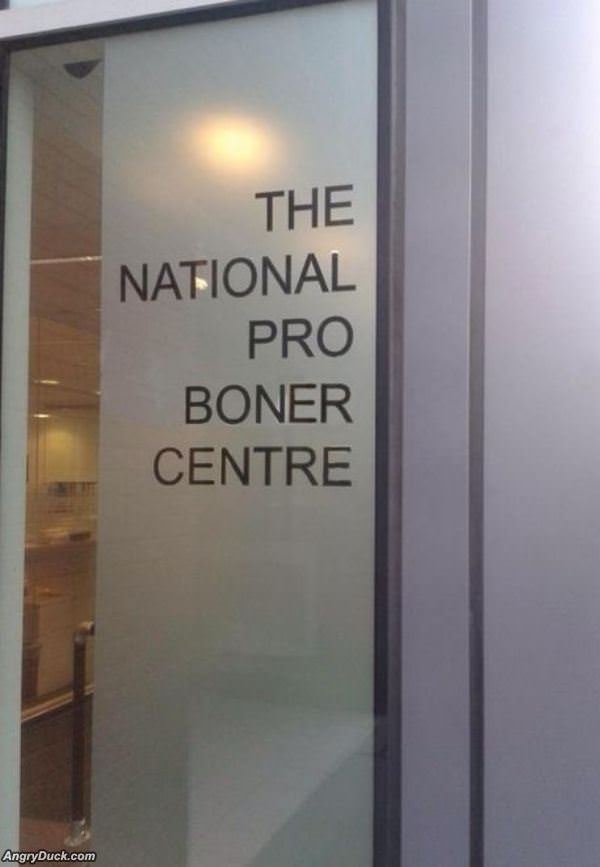 THE
NATIONAL
PRO
BONER
CENTRE
AngryDuck.com